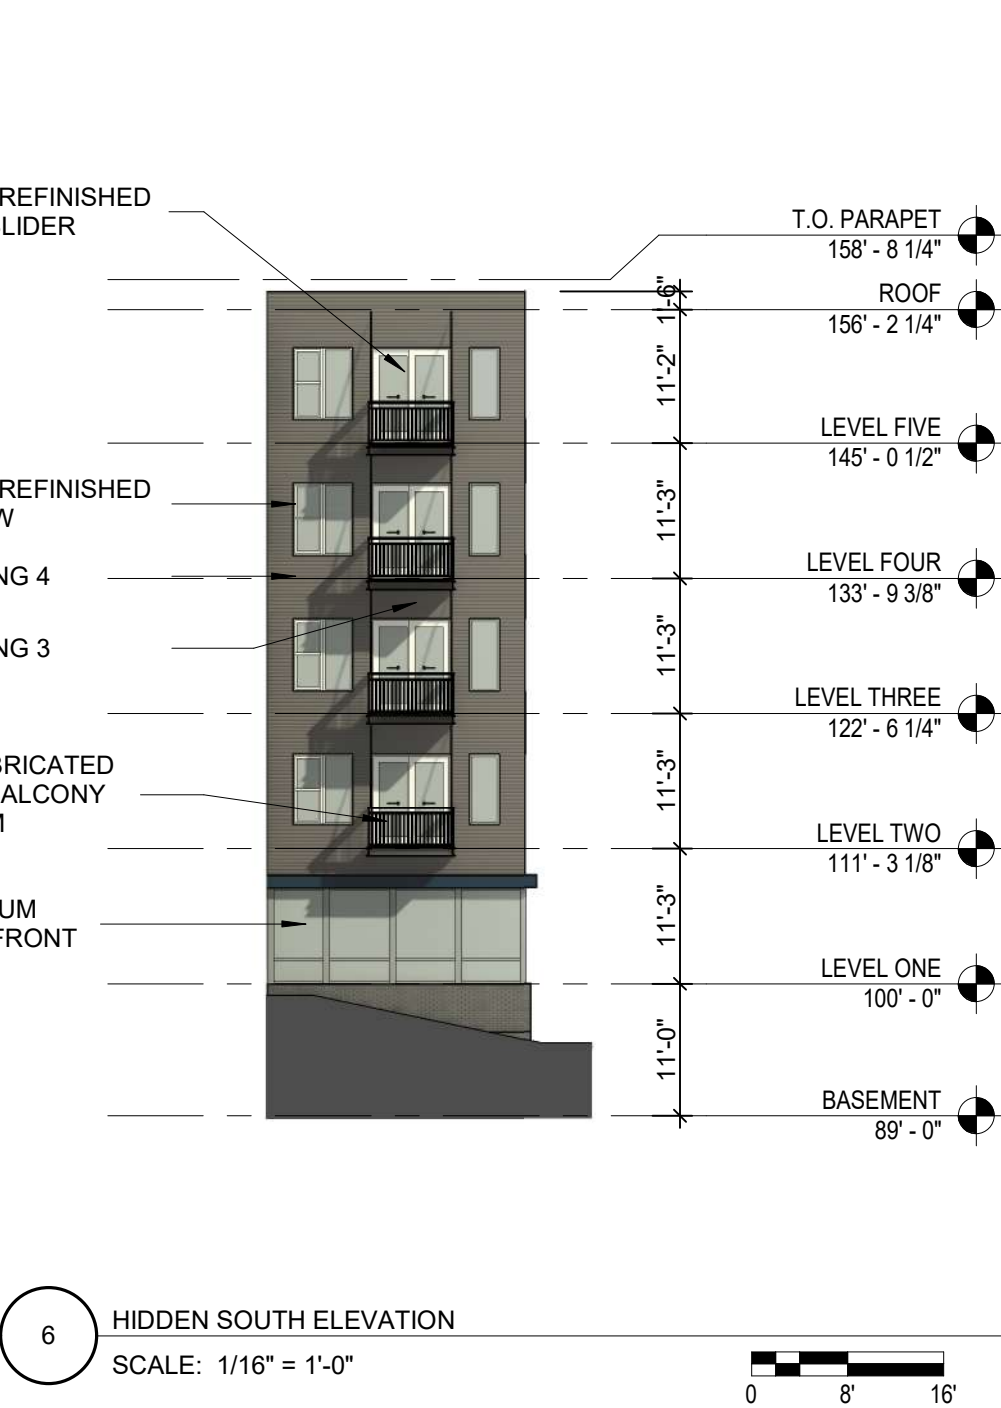 REFINISHED
LIDER
T.O. PARAPET
158' - 8 1/4"
ROOF
156' - 2 1/4"
1'-6"
11'-2"
LEVEL FIVE
145' - 0 1/2"
11'-3"
REFINISHED
W
NG 4
LEVEL FOUR
133' - 9 3/8"
11'-3"
NG 3
LEVEL THREE
122' - 6 1/4"
11'-3"
BRICATED
ALCONY
M
LEVEL TWO
111' - 3 1/8"
11'-3"
UM
FRONT
LEVEL ONE
100' - 0"
11'-0"
BASEMENT
89' - 0"
6
HIDDEN SOUTH ELEVATION
SCALE: 1/16" = 1'-0"
0 8' 16'